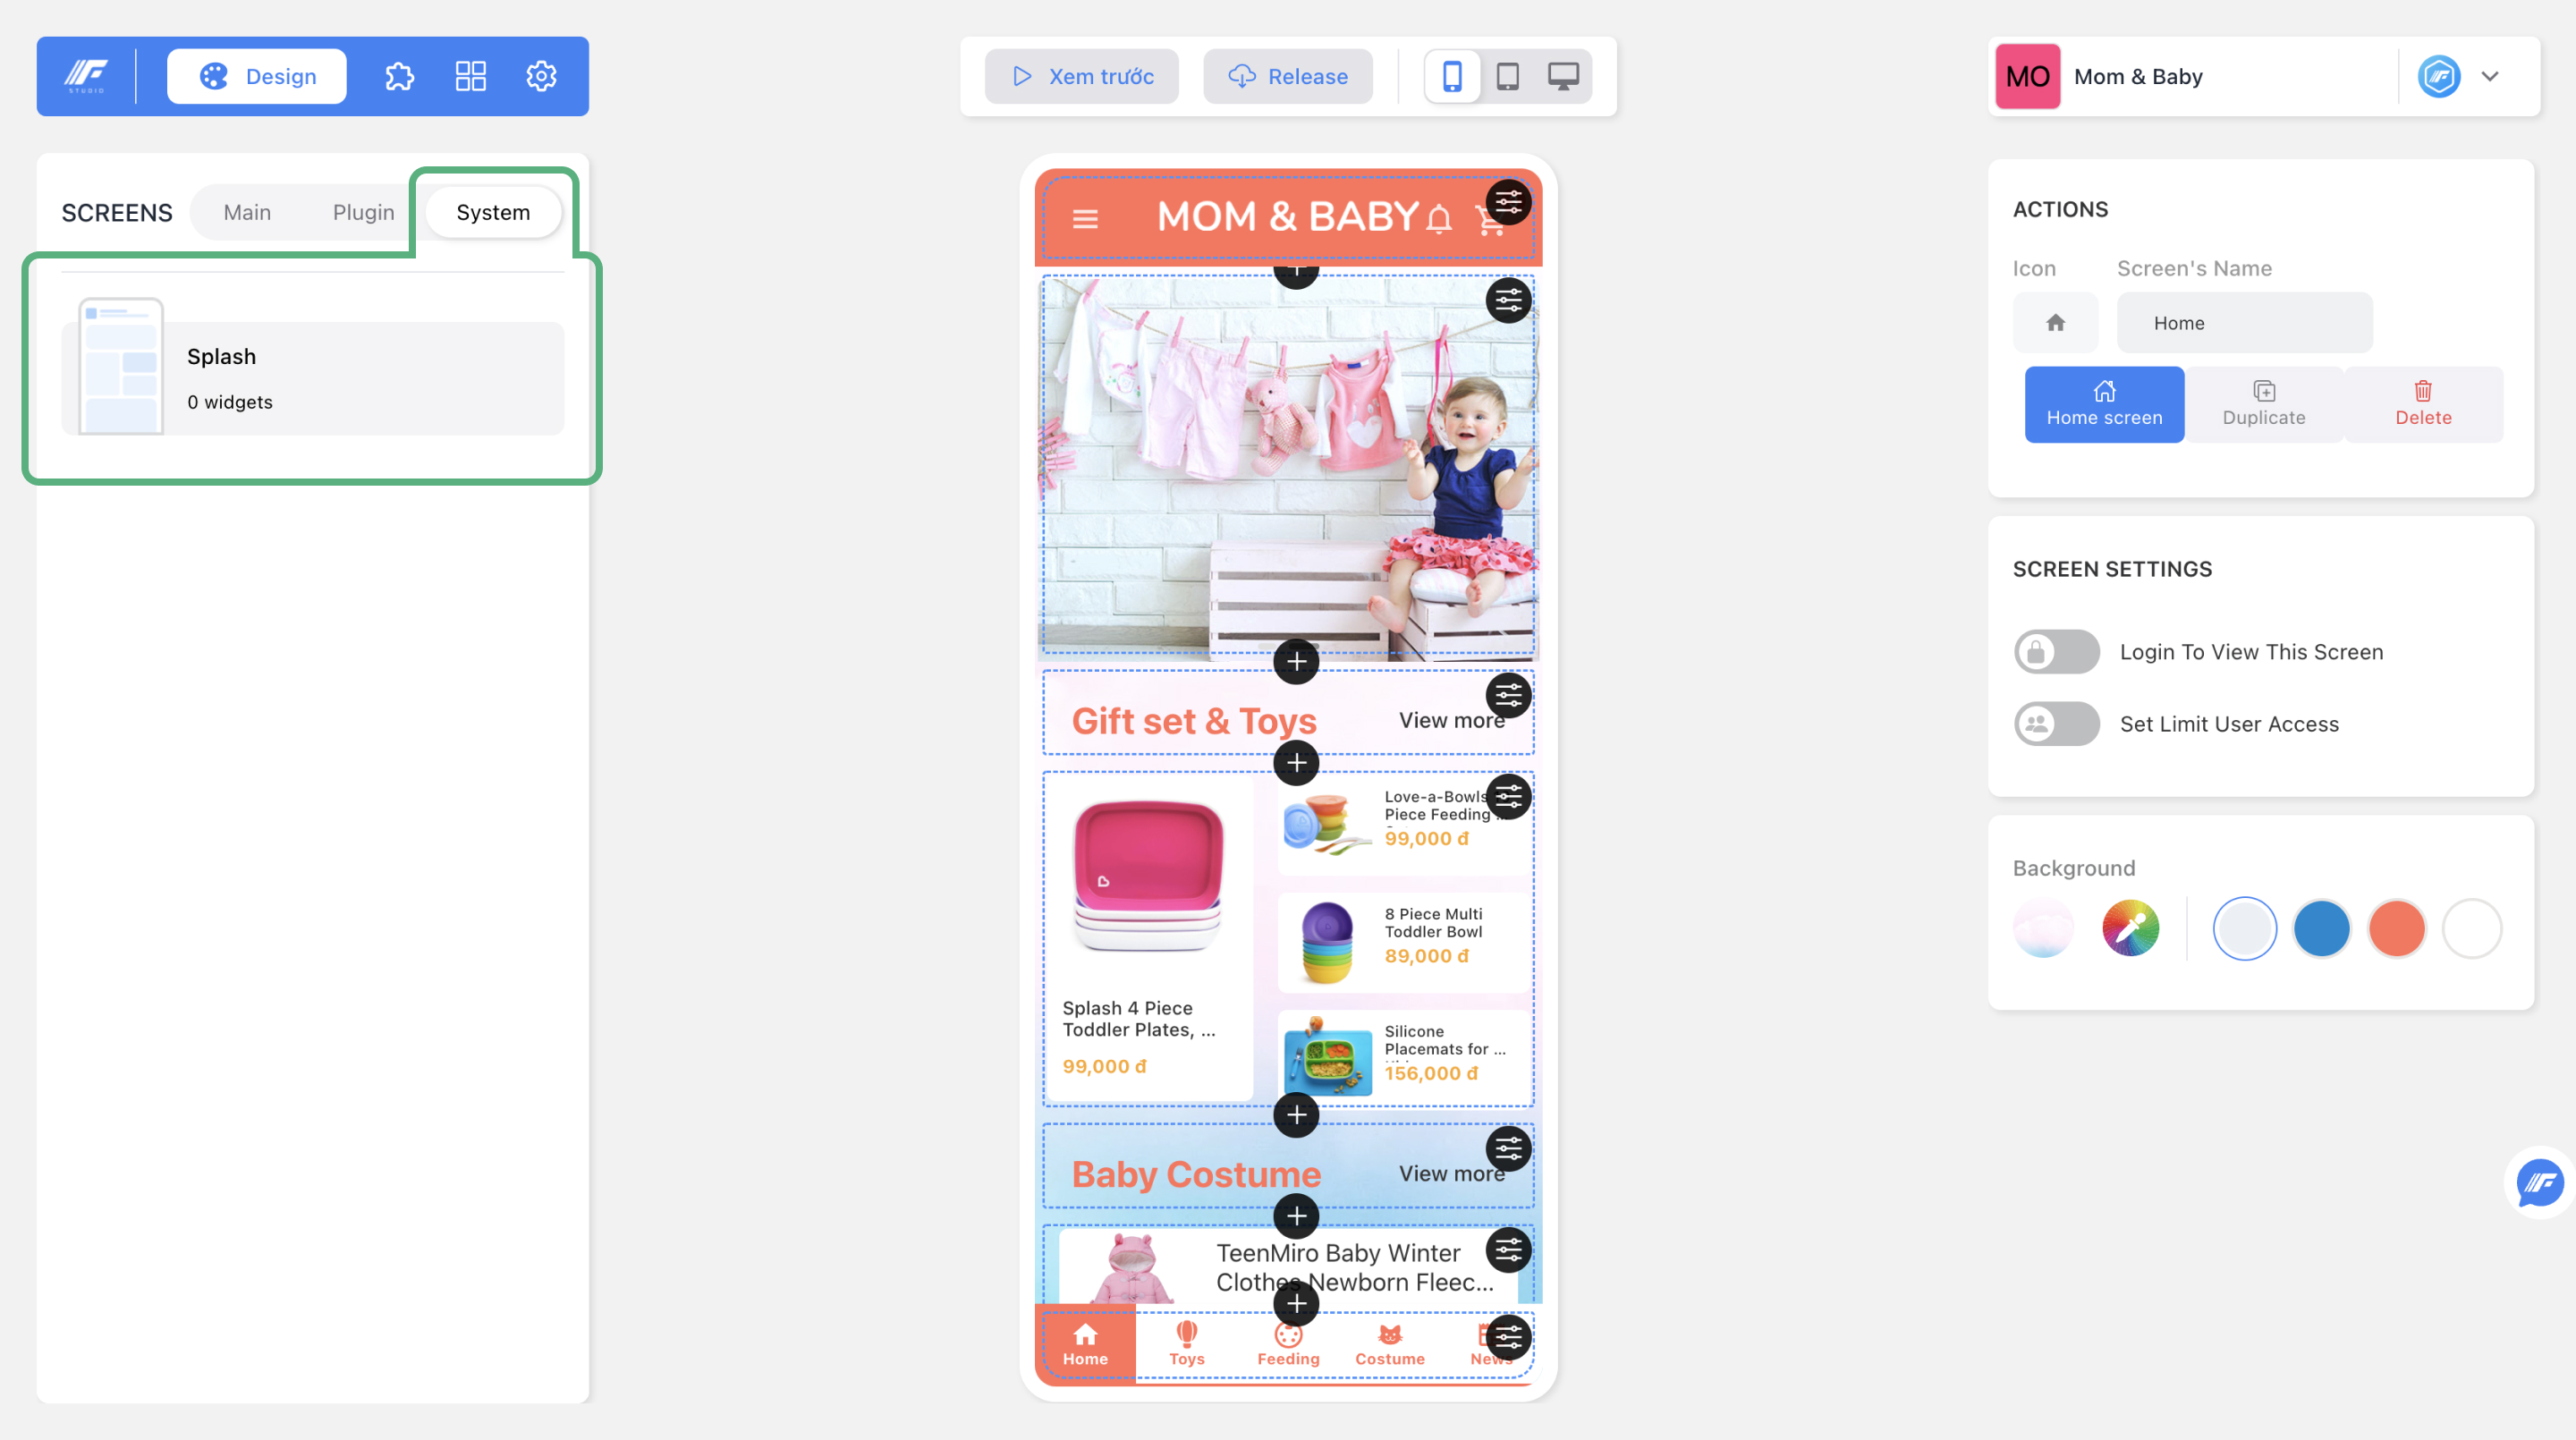 STUDIO
Design
Xem trước
Release
MO
Mom & Baby
SCREENS
Main
Plugin
System
Splash
0 widgets
MOM & BABY
Gift set & Toys
View more
Splash 4 Piece
Toddler Plates, ...
99,000 đ
Love-a-Bowls
Piece Feeding ...
99,000 đ
8 Piece Multi
Toddler Bowl
89,000 đ
Silicone
Placemats for ...
156,000 đ
Baby Costume
View more
TeenMiro Baby Winter
Clothes Newborn Fleec...
Home
Toys
Feeding
Costume
News
ACTIONS
Icon
Screen's Name
Home
Home screen
Duplicate
Delete
SCREEN SETTINGS
Login To View This Screen
Set Limit User Access
Background